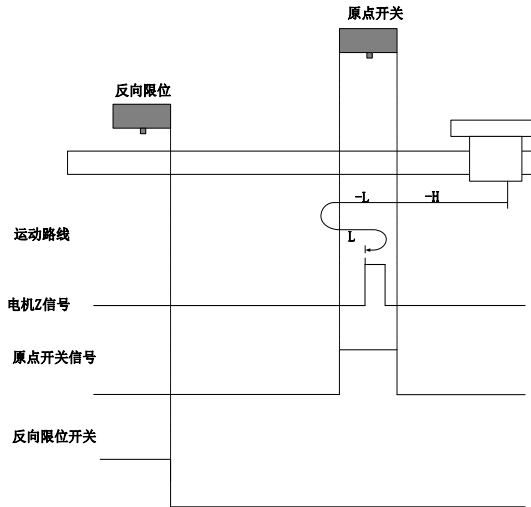 原点开关
反向限位
-L
-H
运动路线
L
电机Z信号
原点开关信号
反向限位开关